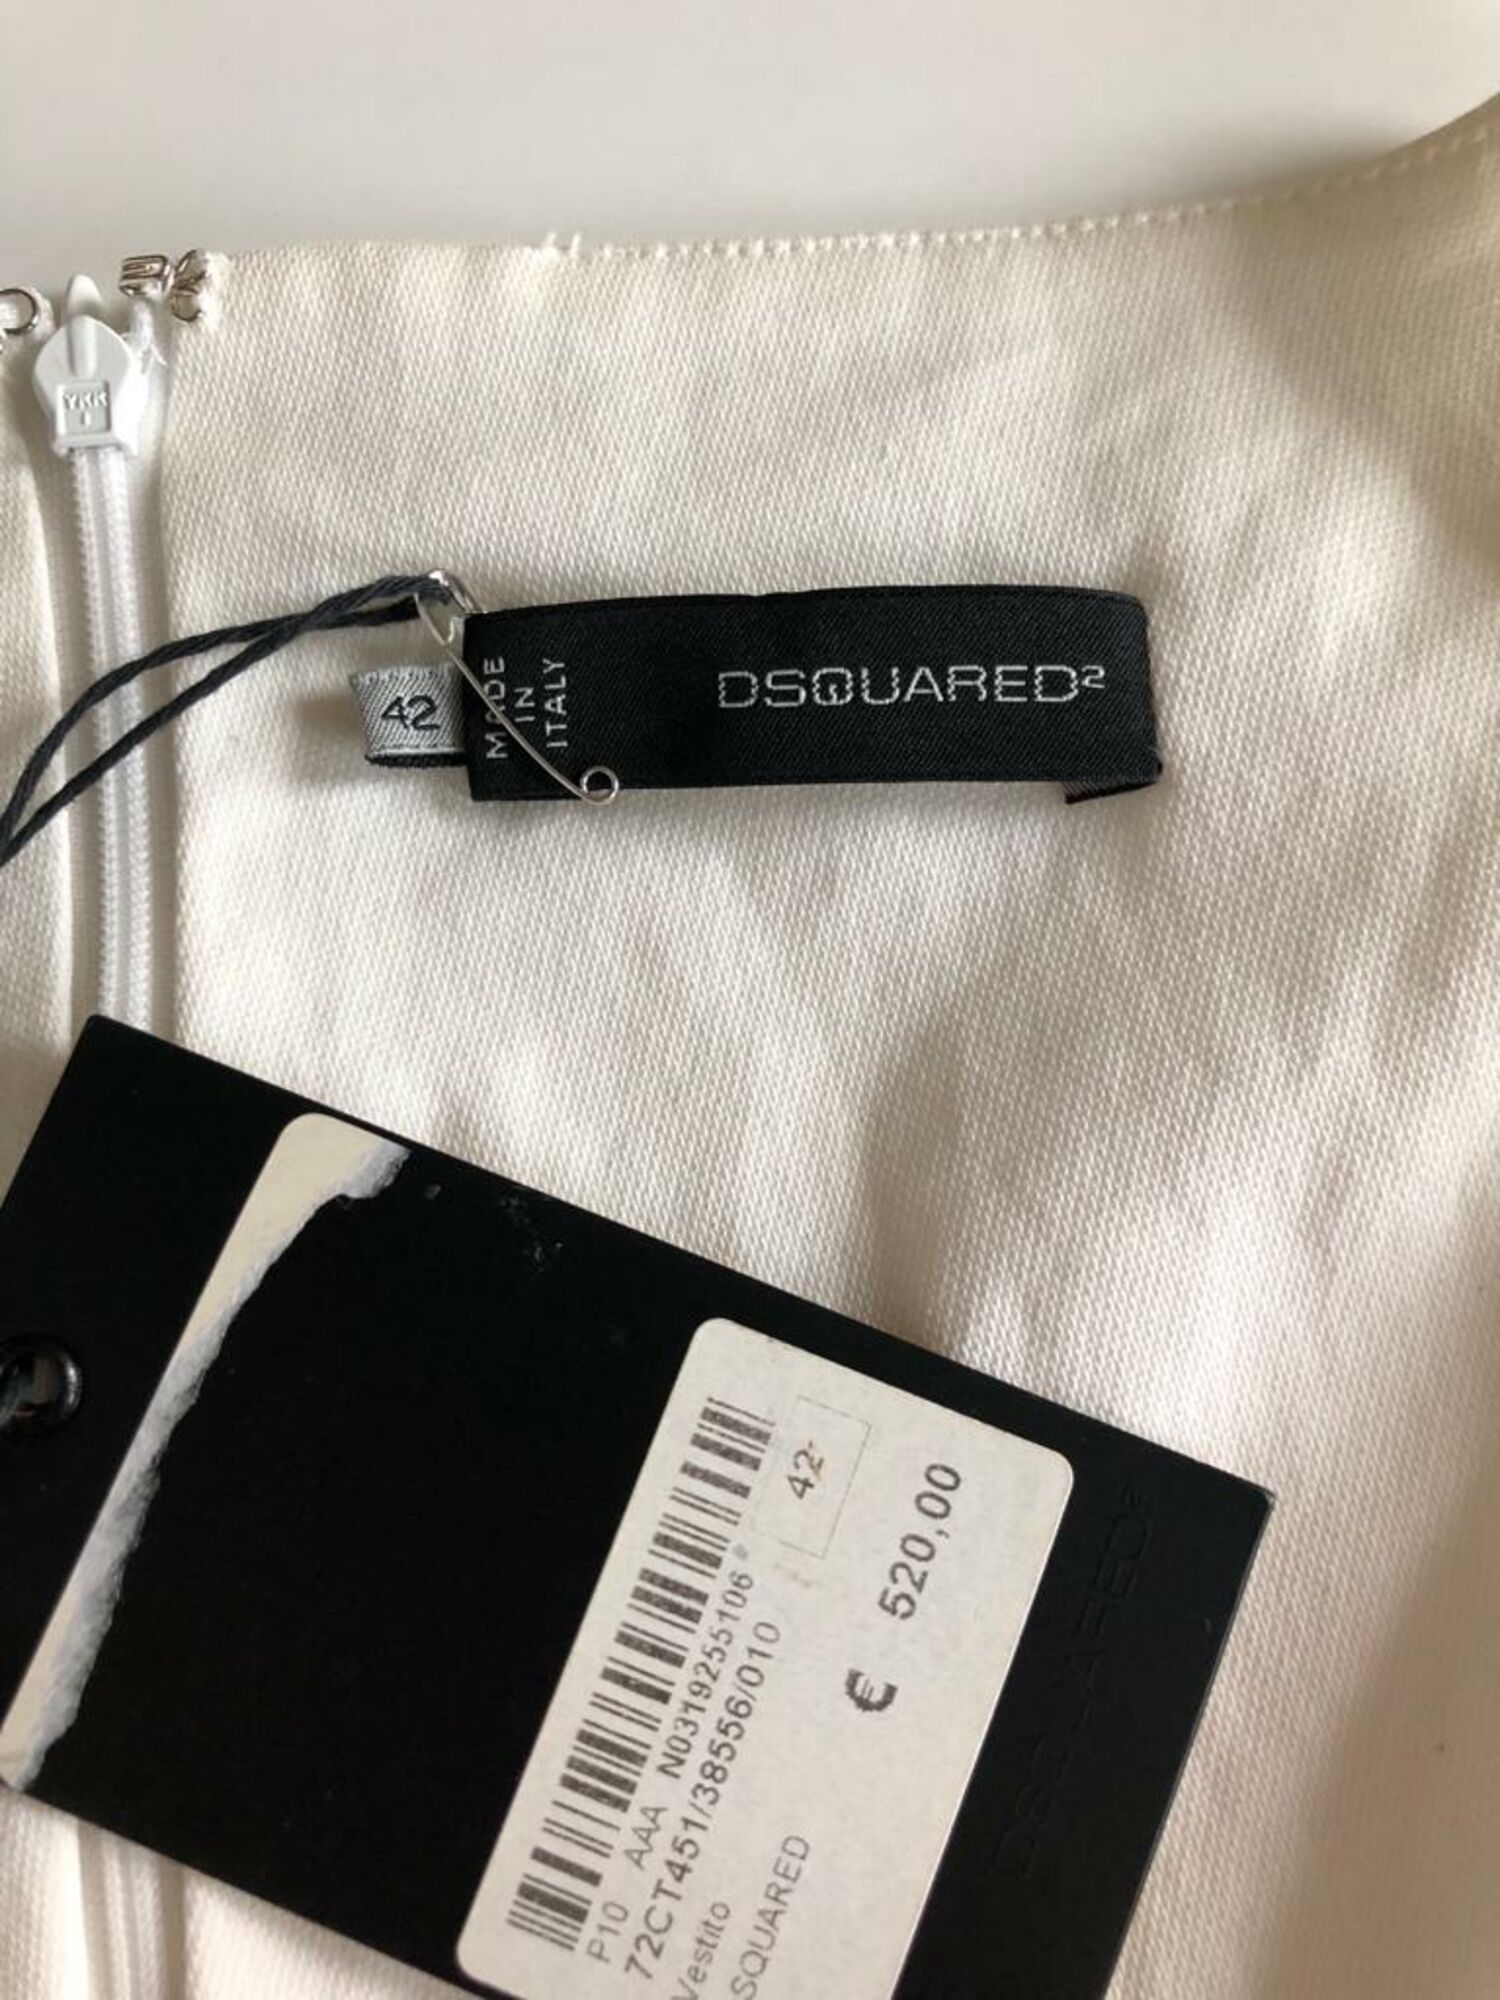 YKK
42
MADE
IN
ITALY
DSQUARED2
42
€ 520,00
P10 AAA N0319255106
72CT451/38556/010
Vestito
SQUARED
DSQUARED2